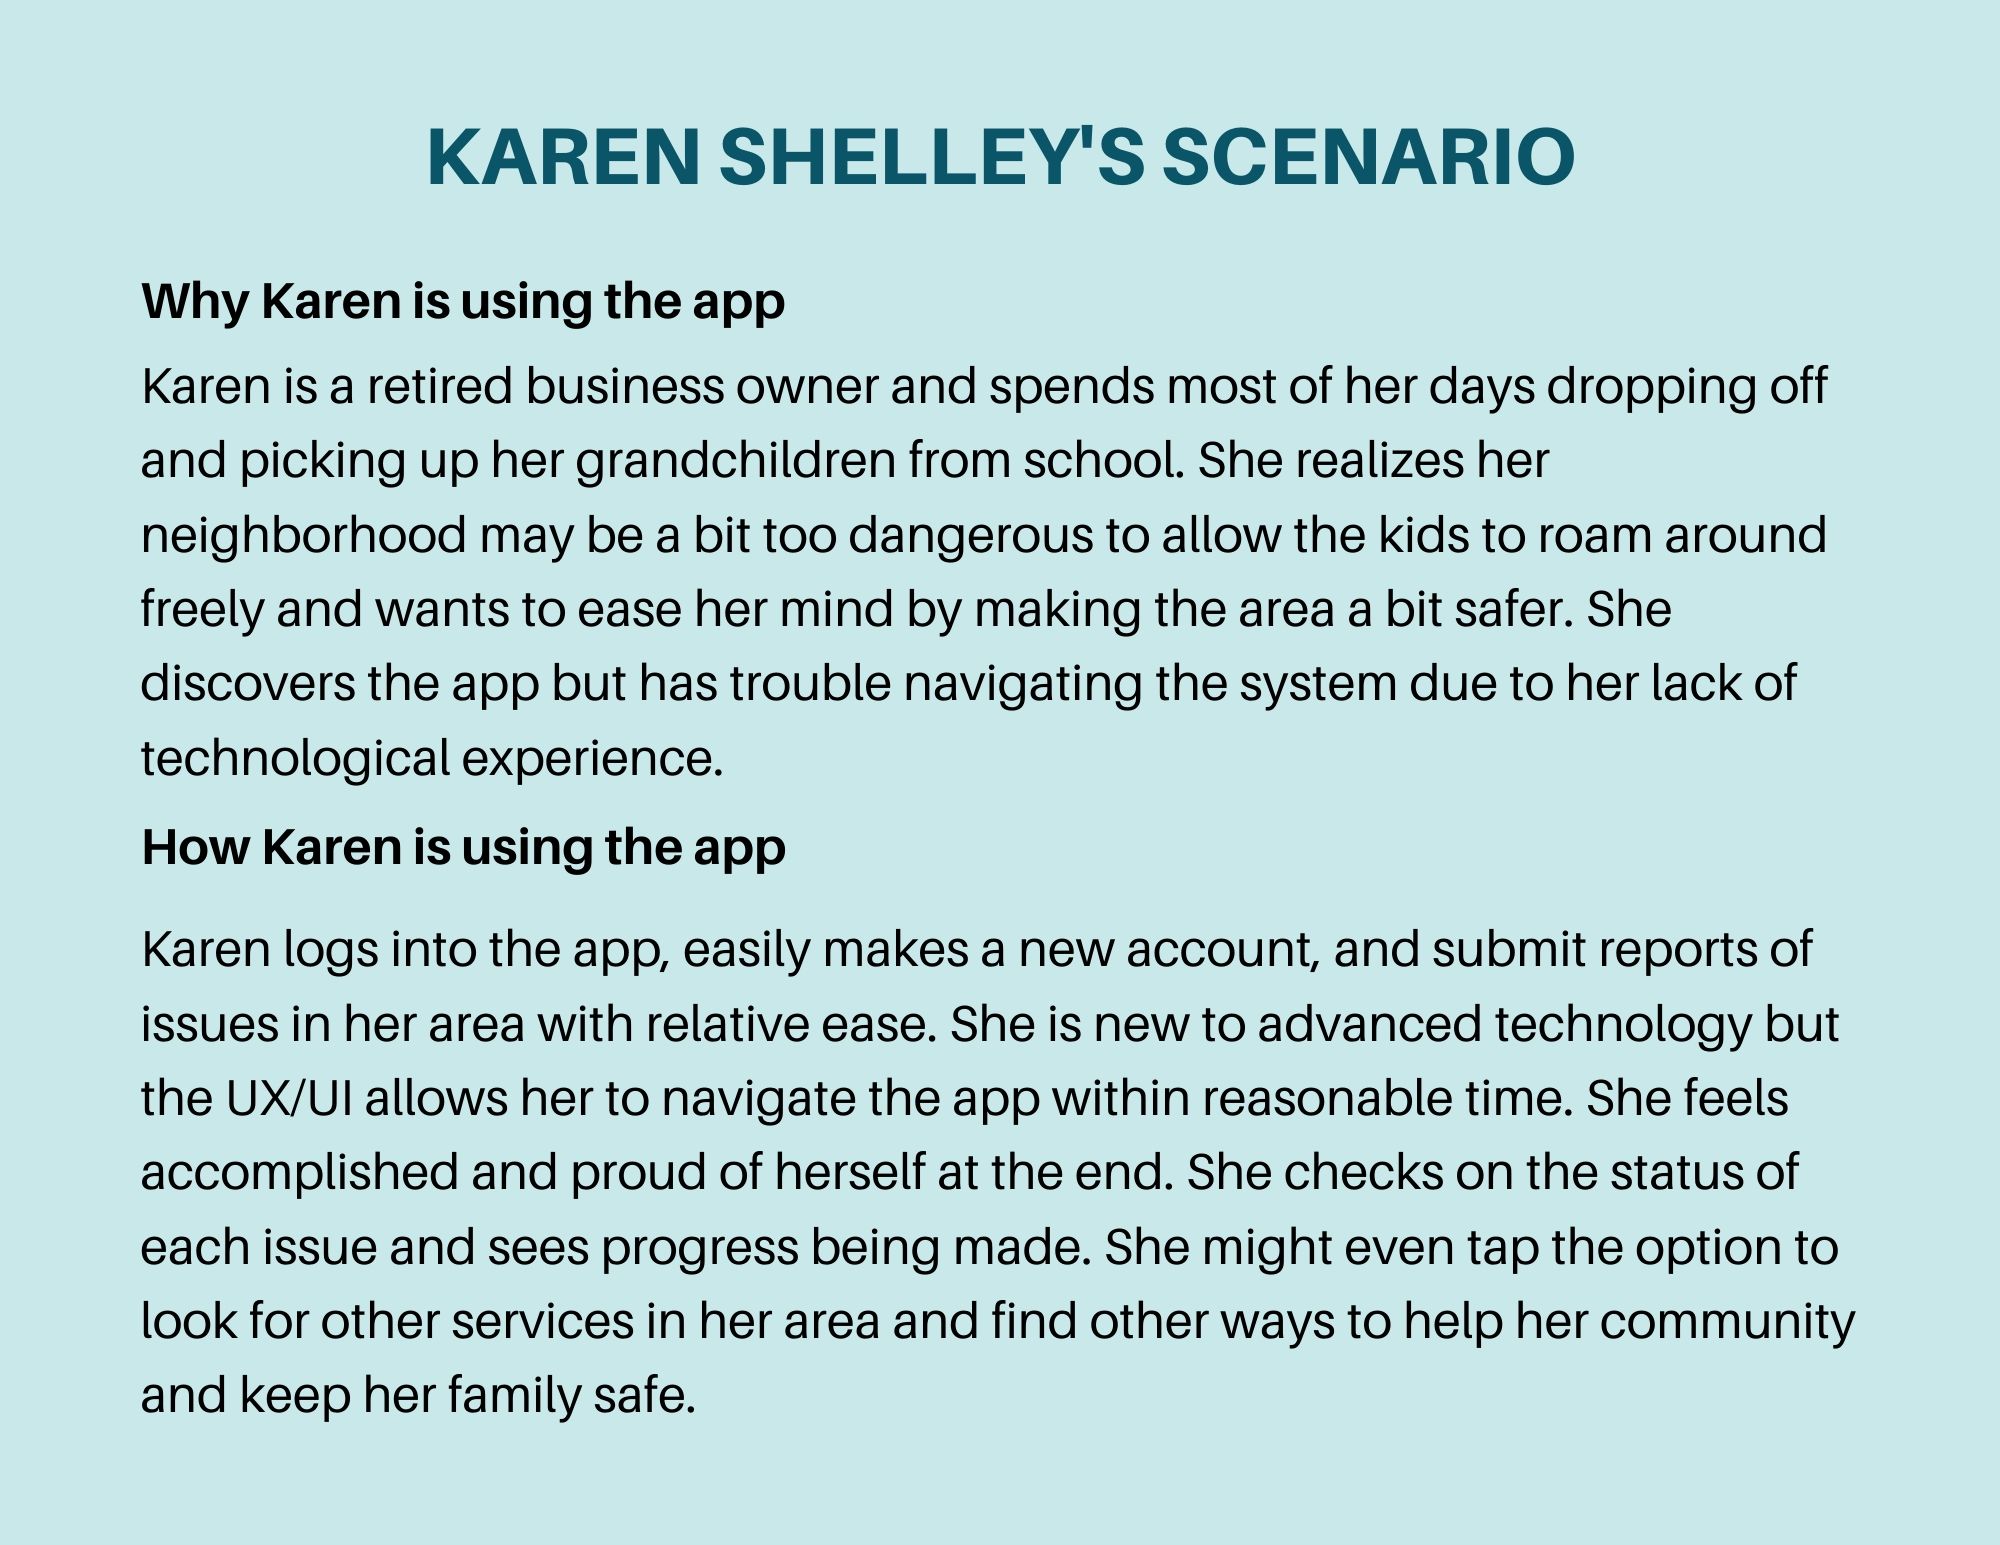 KAREN SHELLEY'S SCENARIO
Why Karen is using the app
Karen is a retired business owner and spends most of her days dropping off
and picking up her grandchildren from school. She realizes her
neighborhood may be a bit too dangerous to allow the kids to roam around
freely and wants to ease her mind by making the area a bit safer. She
discovers the app but has trouble navigating the system due to her lack of
technological experience.
How Karen is using the app
Karen logs into the app, easily makes a new account, and submit reports of
issues in her area with relative ease. She is new to advanced technology but
the UX/UI allows her to navigate the app within reasonable time. She feels
accomplished and proud of herself at the end. She checks on the status of
each issue and sees progress being made. She might even tap the option to
look for other services in her area and find other ways to help her community
and keep her family safe.